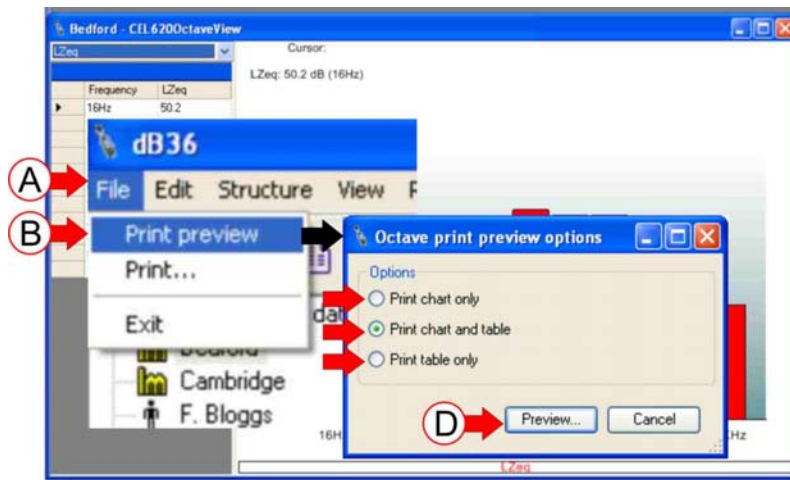 Bedford - CEL620OctaveView
LZeq
Cursor:
LZeq: 50.2 dB (16Hz)
Frequency LZeq
16Hz 50.2
dB36
A
File Edit Structure View
B
Print preview
Print...
Exit
Octave print preview options
Options
Print chart only
Print chart and table
Print table only
D
Preview... Cancel
Bedford
Cambridge
F. Bloggs
LZeq